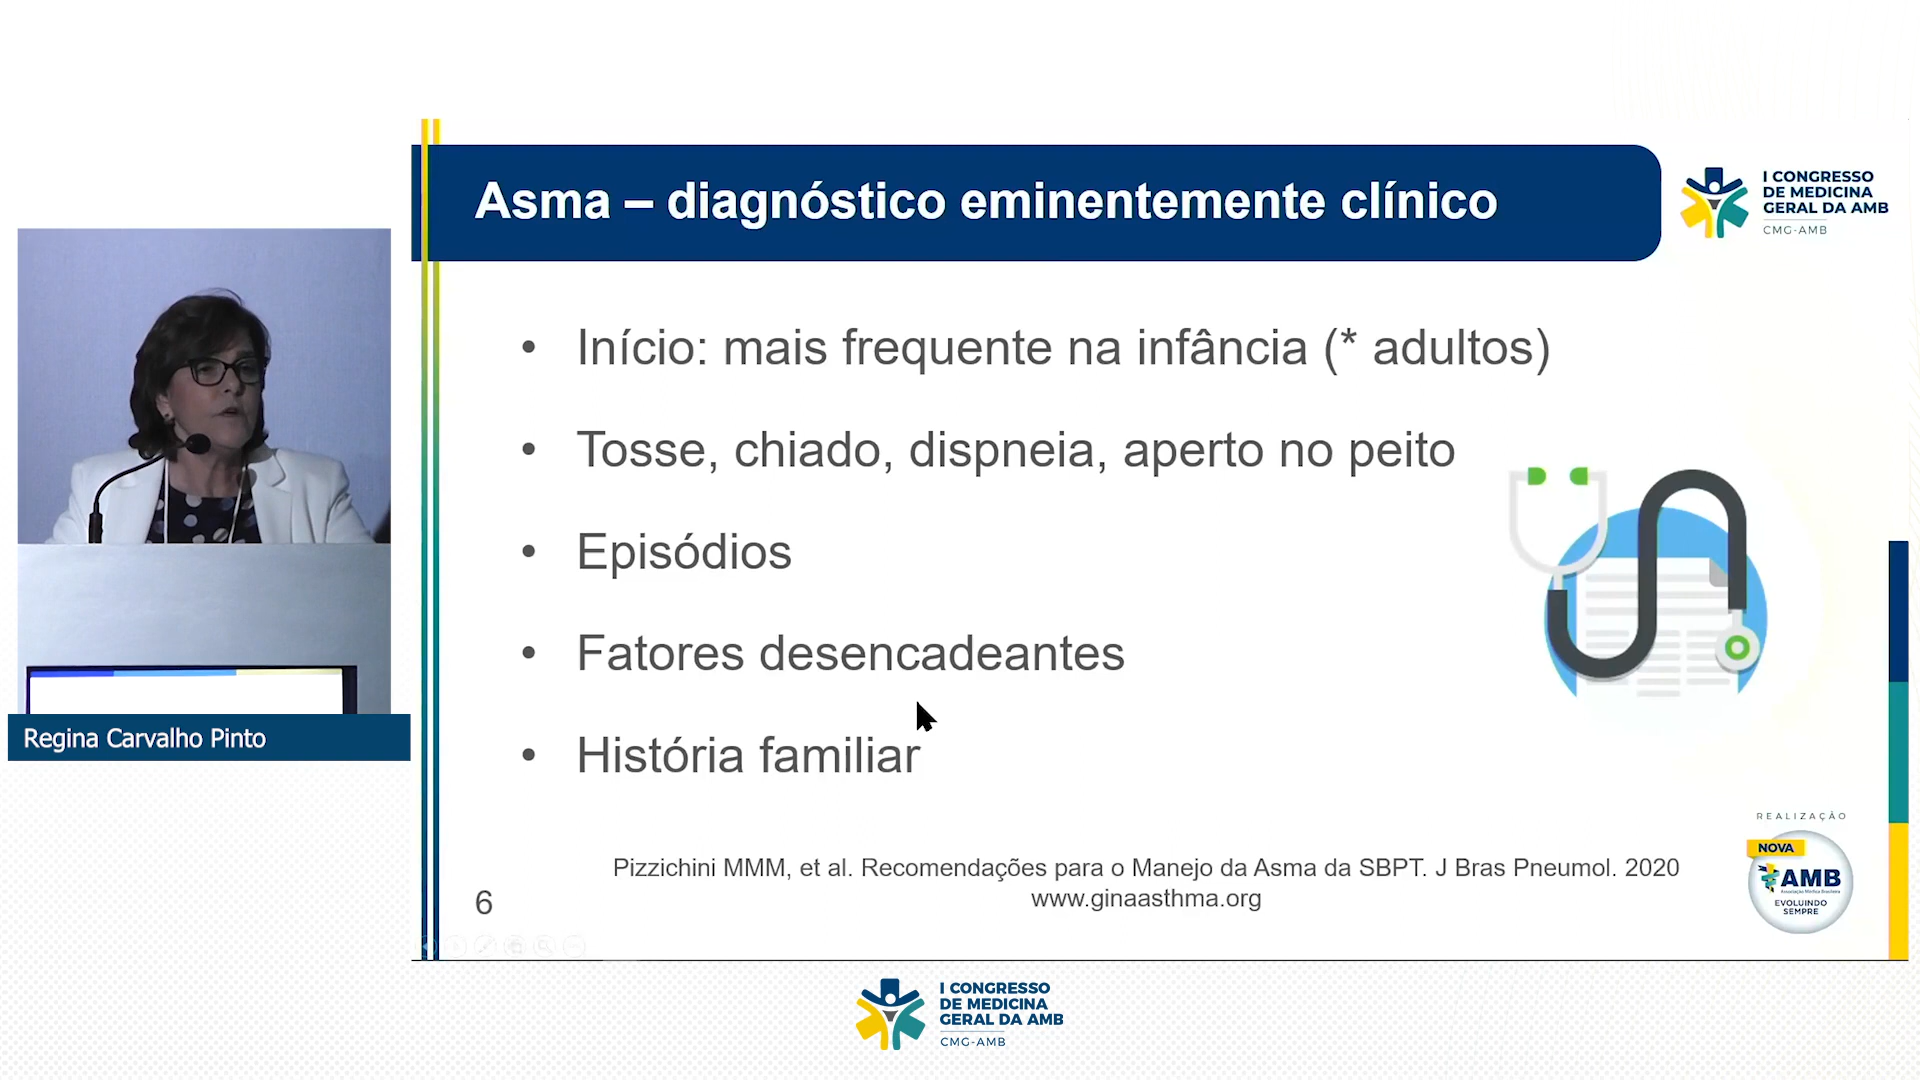 Asma – diagnóstico eminentemente clínico
I CONGRESSO
DE MEDICINA
GERAL DA AMB
CMG-AMB
• Início: mais frequente na infância (* adultos)
• Tosse, chiado, dispneia, aperto no peito
• Episódios
• Fatores desencadeantes
• História familiar
Regina Carvalho Pinto
Pizzichini MMM, et al. Recomendações para o Manejo da Asma da SBPT. J Bras Pneumol. 2020
www.ginaasthma.org
6
REALIZAÇÃO
NOVA
AMB
Associação Médica Brasileira
EVOLUINDO
SEMPRE
I CONGRESSO
DE MEDICINA
GERAL DA AMB
CMG-AMB